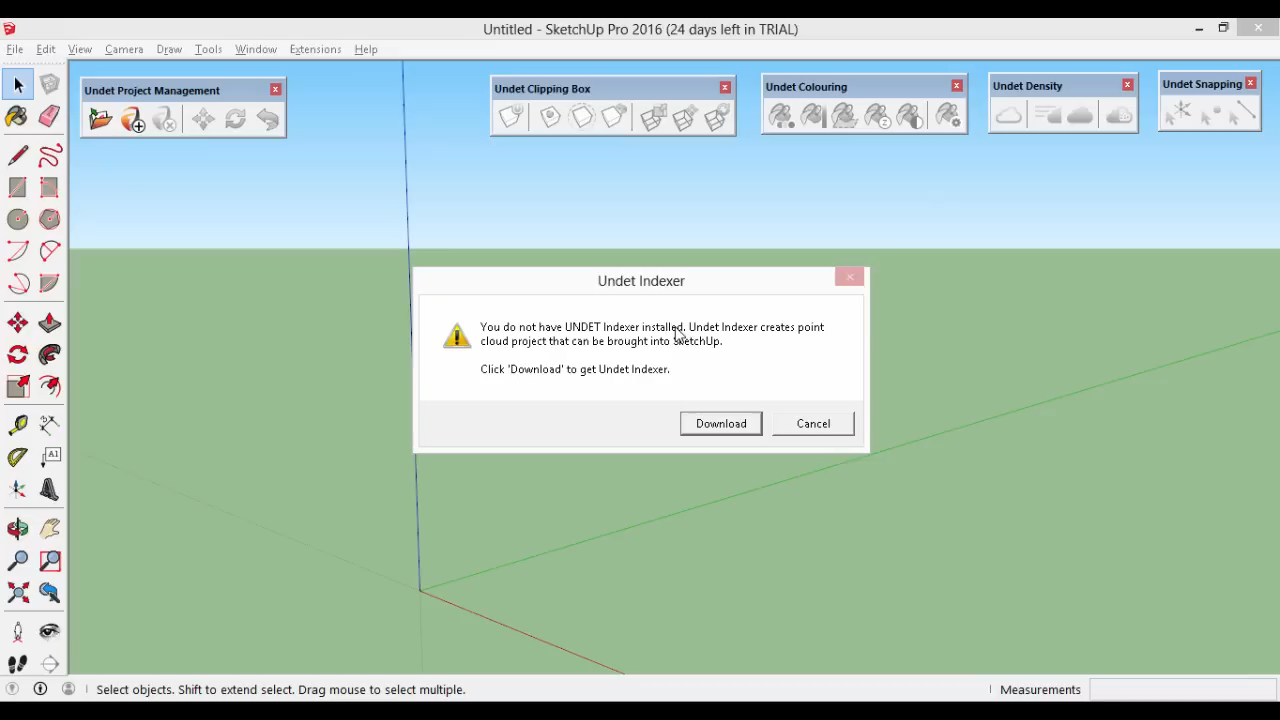 Untitled - SketchUp Pro 2016 (24 days left in TRIAL)
File Edit View Camera Draw Tools Window Extensions Help
Undet Project Management
Undet Clipping Box
Undet Colouring
Undet Density
Undet Snapping
A1
Undet Indexer
You do not have UNDET Indexer installed. Undet Indexer creates point
cloud project that can be brought into SketchUp.
Click 'Download' to get Undet Indexer.
Download Cancel
Select objects. Shift to extend select. Drag mouse to select multiple.
Measurements